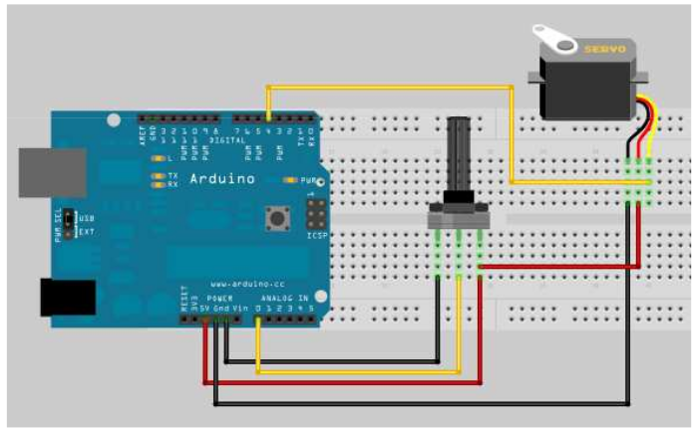 SERVO
AREF
GND
13
12
11
10
9
8
7
6
5
4
3
2
1
0
PWM
PWM
PWM
PWM
PWM
PWM
TX
RX
DIGITAL
L
TX
RX
Arduino
PWR
PWR SEL
USB
EXT
1
ICSP
www.arduino.cc
POWER
ANALOG IN
RESET
3V3
5V
Gnd
Vin
0 1 2 3 4 5